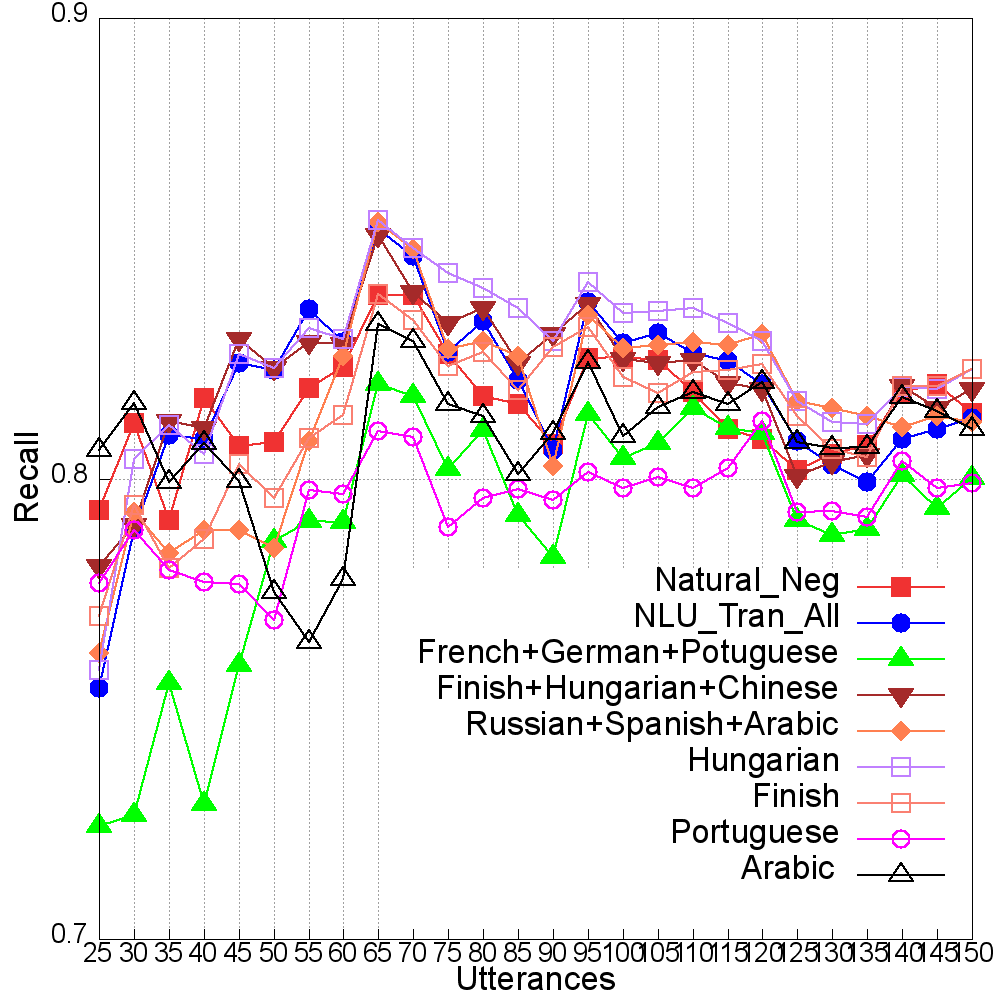 0.9
Recall
0.8
Natural_Neg
NLU_Tran_All
French+German+Potuguese
Finish+Hungarian+Chinese
Russian+Spanish+Arabic
Hungarian
Finish
Portuguese
Arabic
0.7
25 30 35 40 45 50 55 60 65 70 75 80 85 90 95 100 105 110 115 120 125 130 135 140 145 150
Utterances